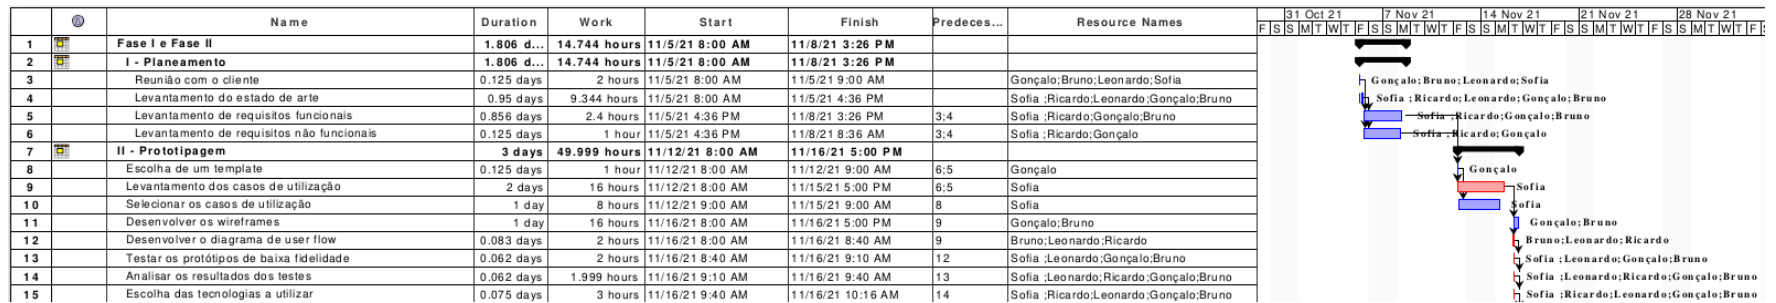 Name Duration Work Start Finish Predeces... Resource Names 31 Oct 21 7 Nov 21 14 Nov 21 21 Nov 21 28 Nov 21
F S S M T W T F S S M T W T F S S M T W T F S S M T W T F S S M T W T F
1 Fase I e Fase II 1.806 d... 14.744 hours 11/5/21 8:00 AM 11/8/21 3:26 PM
2 I - Planeamento 1.806 d... 14.744 hours 11/5/21 8:00 AM 11/8/21 3:26 PM
3 Reunião com o cliente 0.125 days 2 hours 11/5/21 8:00 AM 11/5/21 9:00 AM Gonçalo;Bruno;Leonardo;Sofia Gonçalo;Bruno;Leonardo;Sofia
4 Levantamento do estado de arte 0.95 days 9.344 hours 11/5/21 8:00 AM 11/5/21 4:36 PM Sofia ;Ricardo;Leonardo;Gonçalo;Bruno Sofia ;Ricardo;Leonardo;Gonçalo;Bruno
5 Levantamento de requisitos funcionais 0.856 days 2.4 hours 11/5/21 4:36 PM 11/8/21 3:26 PM 3;4 Sofia ;Ricardo;Gonçalo;Bruno Sofia ;Ricardo;Gonçalo;Bruno
6 Levantamento de requisitos não funcionais 0.125 days 1 hour 11/5/21 4:36 PM 11/8/21 8:36 AM 3;4 Sofia ;Ricardo;Gonçalo Sofia ;Ricardo;Gonçalo
7 II - Prototipagem 3 days 49.999 hours 11/12/21 8:00 AM 11/16/21 5:00 PM
8 Escolha de um template 0.125 days 1 hour 11/12/21 8:00 AM 11/12/21 9:00 AM 6;5 Gonçalo Gonçalo
9 Levantamento dos casos de utilização 2 days 16 hours 11/12/21 8:00 AM 11/15/21 5:00 PM 6;5 Sofia Sofia
10 Selecionar os casos de utilização 1 day 8 hours 11/12/21 9:00 AM 11/15/21 9:00 AM 8 Sofia Sofia
11 Desenvolver os wireframes 1 day 16 hours 11/16/21 8:00 AM 11/16/21 5:00 PM 9 Gonçalo;Bruno Gonçalo;Bruno
12 Desenvolver o diagrama de user flow 0.083 days 2 hours 11/16/21 8:00 AM 11/16/21 8:40 AM 9 Bruno;Leonardo;Ricardo Bruno;Leonardo;Ricardo
13 Testar os protótipos de baixa fidelidade 0.062 days 2 hours 11/16/21 8:40 AM 11/16/21 9:10 AM 12 Sofia ;Leonardo;Gonçalo;Bruno Sofia ;Leonardo;Gonçalo;Bruno
14 Analisar os resultados dos testes 0.062 days 1.999 hours 11/16/21 9:10 AM 11/16/21 9:40 AM 13 Sofia ;Leonardo;Ricardo;Gonçalo;Bruno Sofia ;Leonardo;Ricardo;Gonçalo;Bruno
15 Escolha das tecnologias a utilizar 0.075 days 3 hours 11/16/21 9:40 AM 11/16/21 10:16 AM 14 Sofia ;Ricardo;Leonardo;Gonçalo;Bruno Sofia ;Ricardo;Leonardo;Gonçalo;Bruno